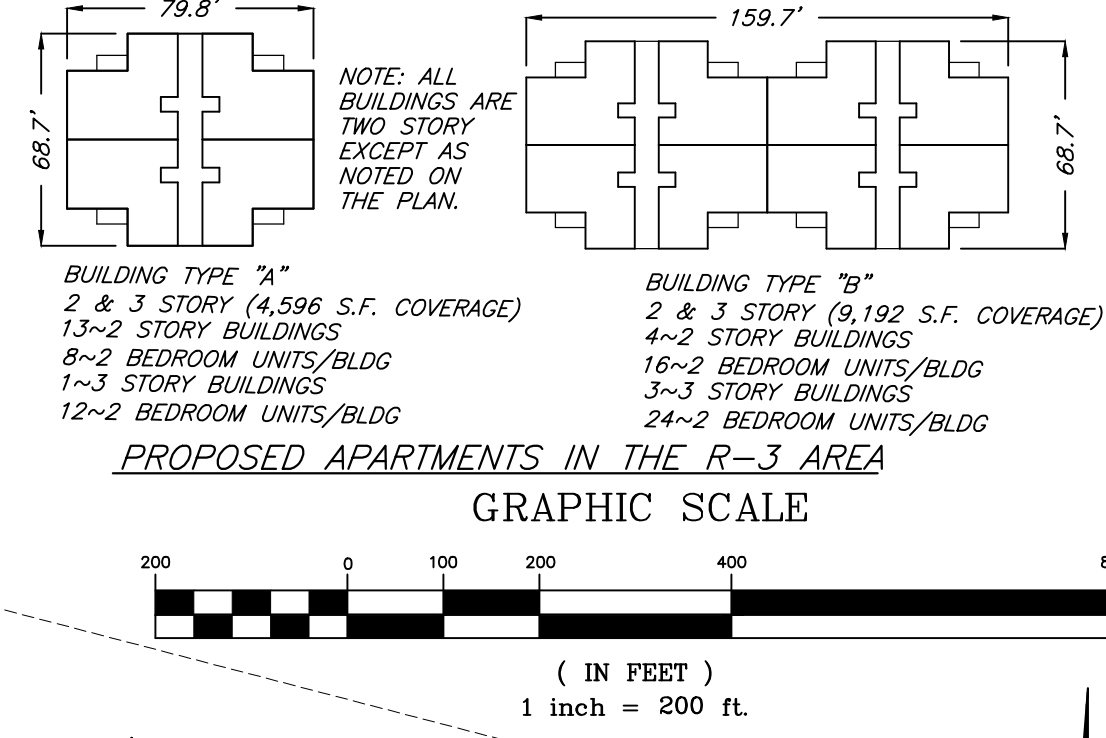 79.8'
68.7'
NOTE: ALL
BUILDINGS ARE
TWO STORY
EXCEPT AS
NOTED ON
THE PLAN.
159.7'
68.7'
BUILDING TYPE "A"
2 & 3 STORY (4,596 S.F. COVERAGE)
13~2 STORY BUILDINGS
8~2 BEDROOM UNITS/BLDG
1~3 STORY BUILDINGS
12~2 BEDROOM UNITS/BLDG
BUILDING TYPE "B"
2 & 3 STORY (9,192 S.F. COVERAGE)
4~2 STORY BUILDINGS
16~2 BEDROOM UNITS/BLDG
3~3 STORY BUILDINGS
24~2 BEDROOM UNITS/BLDG
PROPOSED APARTMENTS IN THE R-3 AREA
GRAPHIC SCALE
200 0 100 200 400
( IN FEET )
1 inch = 200 ft.